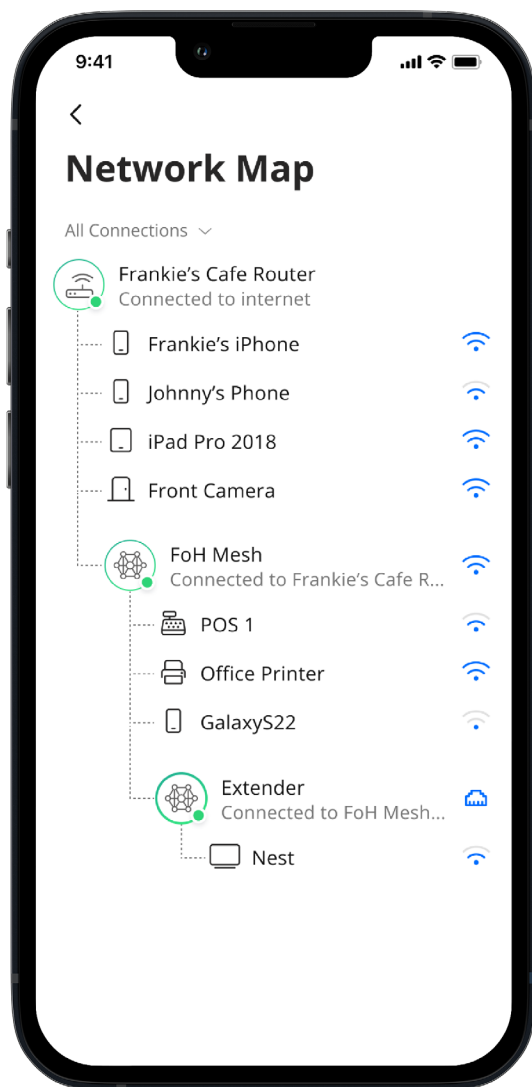 9:41
Network Map
All Connections
Frankie’s Cafe Router
Connected to internet
Frankie’s iPhone
Johnny’s Phone
iPad Pro 2018
Front Camera
FoH Mesh
Connected to Frankie’s Cafe R...
POS 1
Office Printer
GalaxyS22
Extender
Connected to FoH Mesh...
Nest